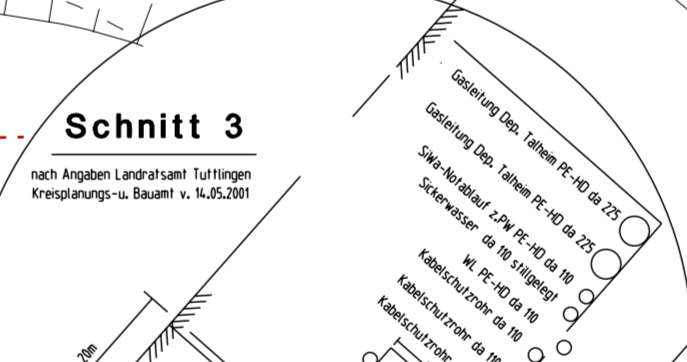 Schnitt 3
nach Angaben Landratsamt Tuttlingen
Kreisplanungs-u. Bauamt v. 14.05.2001
Gasleitung Dep. Talheim PE-HD da 225
Gasleitung Dep. Talheim PE-HD da 225
SiWa-Notablauf z.PW PE-HD da 110
Sickerwasser da 110 stillgelegt
WL PE-HD da 110
Kabelschutzrohr da 110
Kabelschutzrohr da 110
Kabelschutzrohr
20m